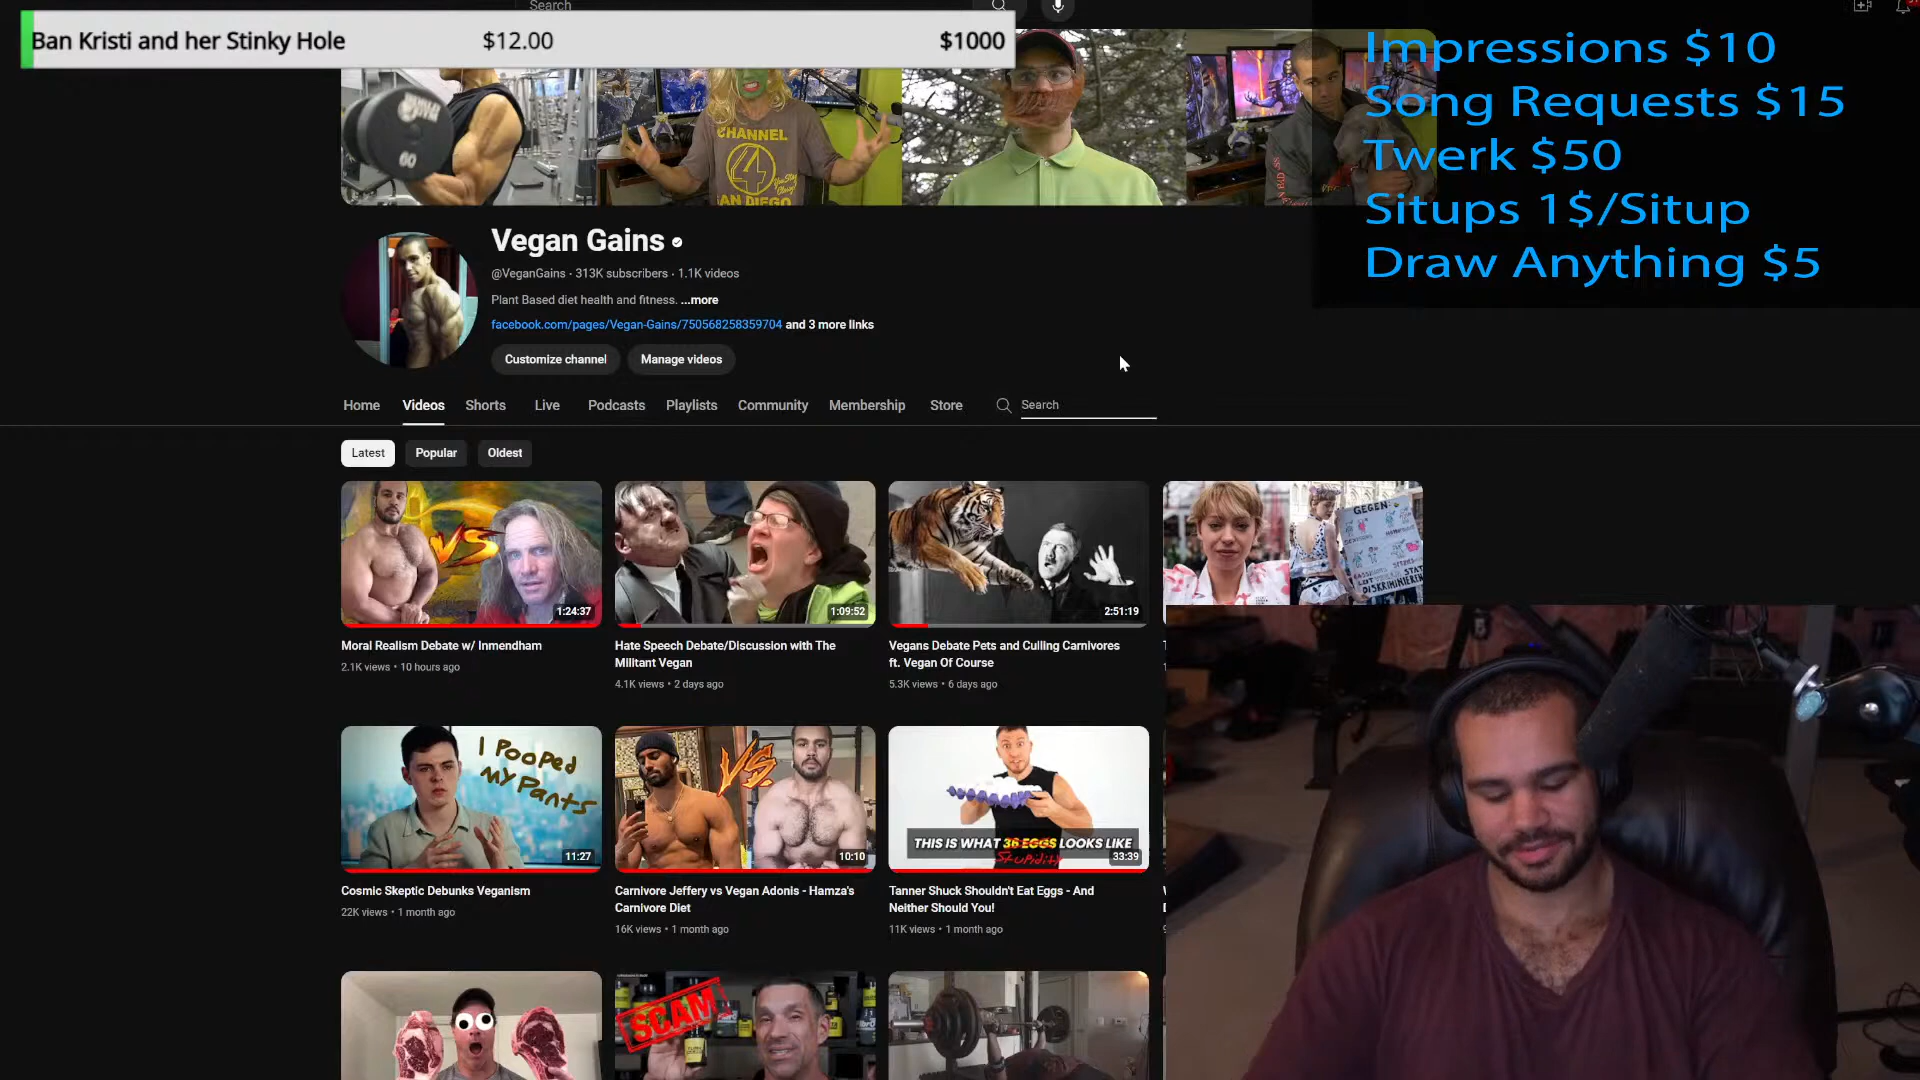 Search
Ban Kristi and her Stinky Hole $12.00 $1000
Impressions $10
Song Requests $15
Twerk $50
Situps 1$/Situp
Draw Anything $5
60
CHANNEL
4
SAN DIEGO
Vegan Gains
@VeganGains · 313K subscribers · 1.1K videos
Plant Based diet health and fitness. ...more
facebook.com/pages/Vegan-Gains/750568258359704 and 3 more links
Customize channel Manage videos
Home Videos Shorts Live Podcasts Playlists Community Membership Store Search
Latest Popular Oldest
VS
1:24:37
Moral Realism Debate w/ Inmendham
2.1K views • 10 hours ago
1:09:52
Hate Speech Debate/Discussion with The
Militant Vegan
4.1K views • 2 days ago
2:51:19
Vegans Debate Pets and Culling Carnivores
ft. Vegan Of Course
5.3K views • 6 days ago
GEGEN:
I POOPED
MY PANTS
11:27
Cosmic Skeptic Debunks Veganism
22K views • 1 month ago
VS.
10:10
Carnivore Jeffery vs Vegan Adonis - Hamza's
Carnivore Diet
16K views • 1 month ago
THIS IS WHAT 36 EGGS LOOKS LIKE
Stupidity
33:39
Tanner Shuck Shouldn't Eat Eggs - And
Neither Should You!
11K views • 1 month ago
SCAM